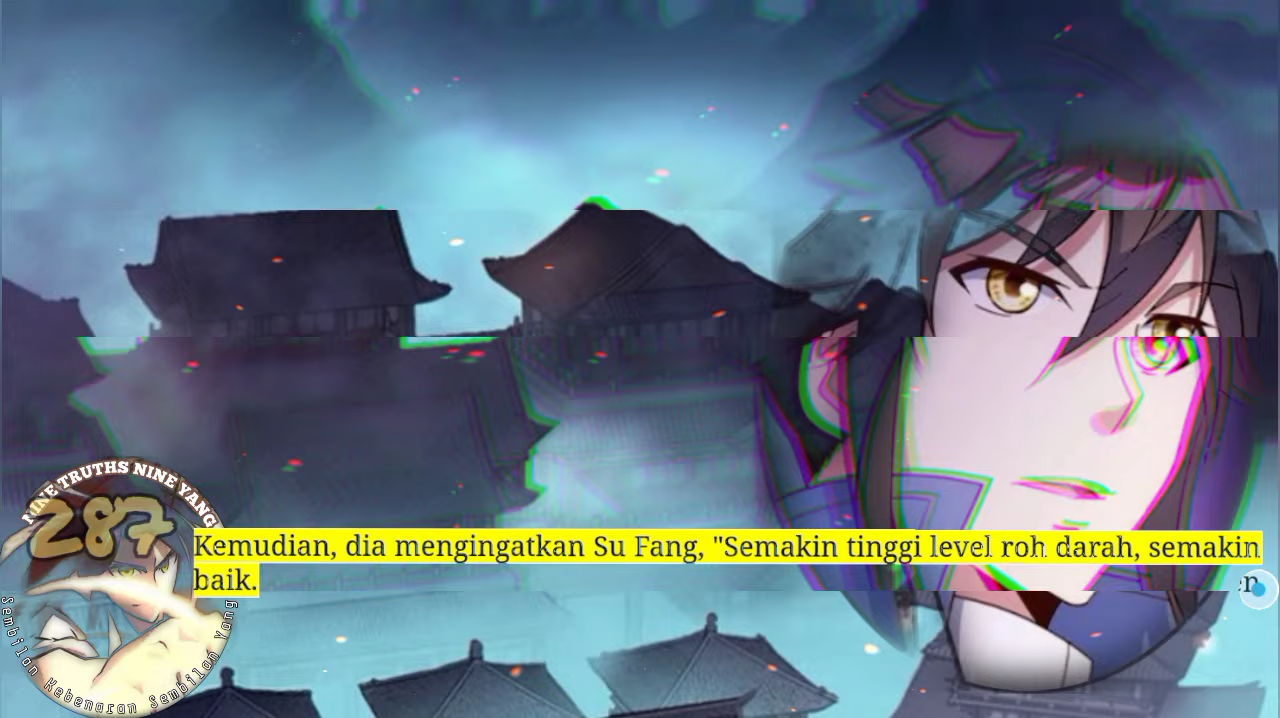 NINE TRUTHS NINE YANG
287
Kemudian, dia mengingatkan Su Fang, "Semakin tinggi level roh darah, semakin
baik.
Sembilan Kebenaran Sembilan Yang